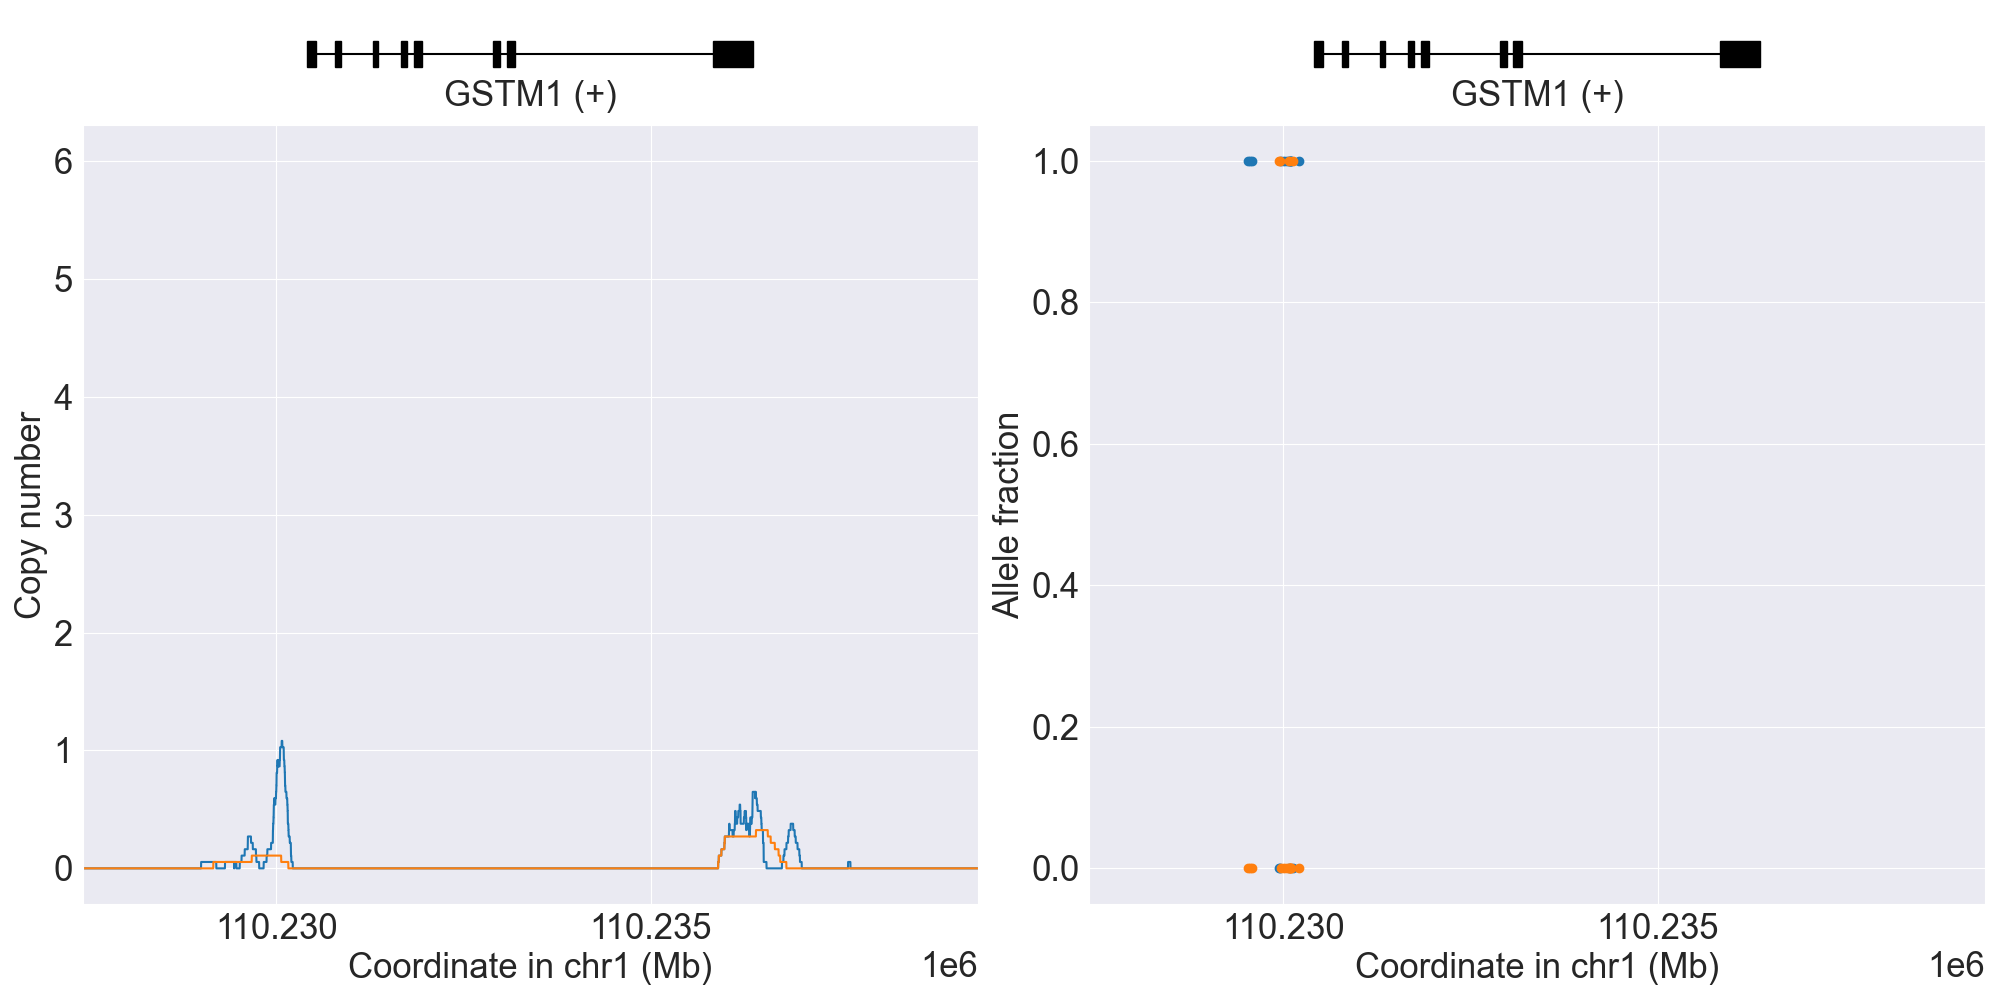 GSTM1 (+)
6
5
4
3
2
1
0
Copy number
110.230
110.235
Coordinate in chr1 (Mb)
1e6
GSTM1 (+)
1.0
0.8
0.6
0.4
0.2
0.0
Allele fraction
110.230
110.235
Coordinate in chr1 (Mb)
1e6